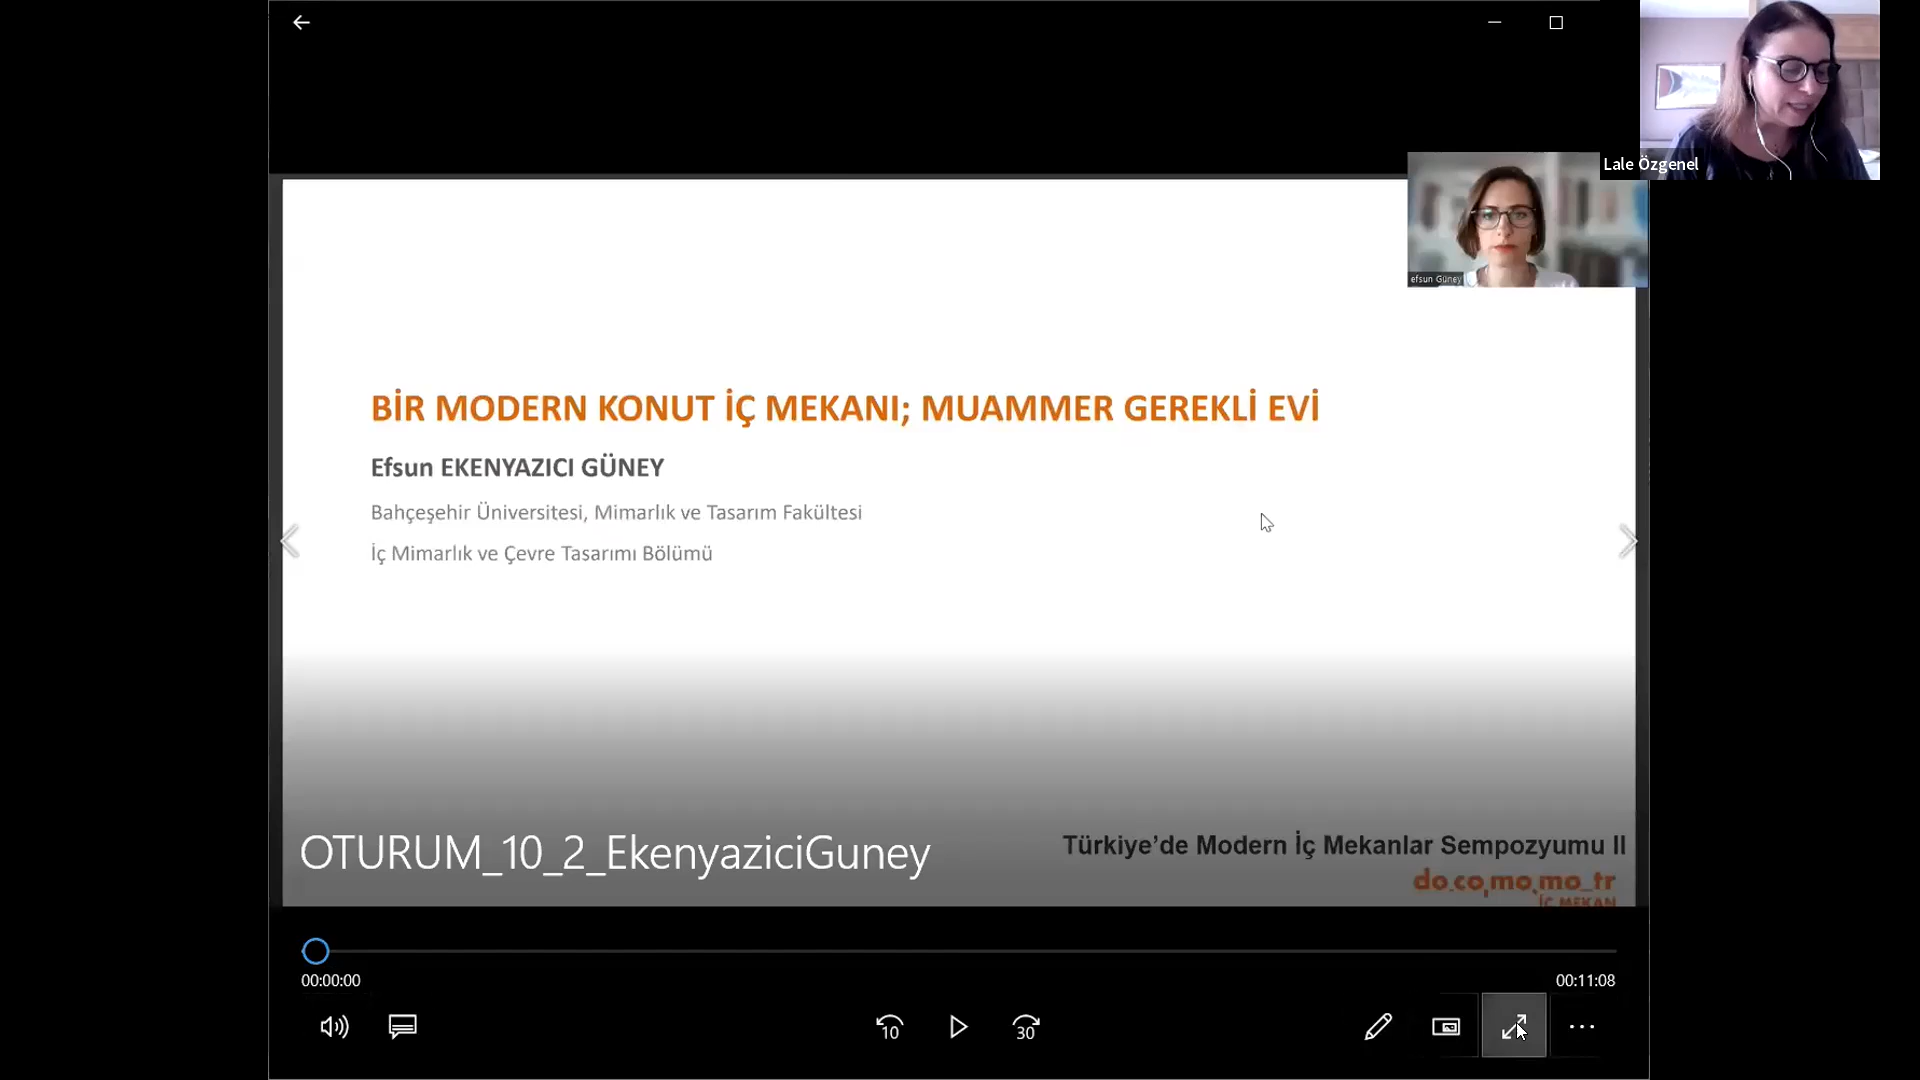 Lale Özgenel
efsun Güney
BİR MODERN KONUT İÇ MEKANI; MUAMMER GEREKLİ EVİ
Efsun EKENYAZICI GÜNEY
Bahçeşehir Üniversitesi, Mimarlık ve Tasarım Fakültesi
İç Mimarlık ve Çevre Tasarımı Bölümü
OTURUM_10_2_EkenyaziciGuney
Türkiye’de Modern İç Mekanlar Sempozyumu II
do.co,mo.mo_tr
İÇ MEKAN
00:00:00
00:11:08
10
30